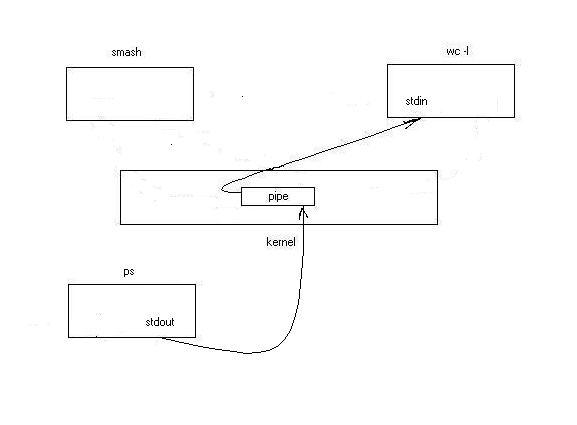 smash
wc -l
stdin
pipe
kernel
ps
stdout